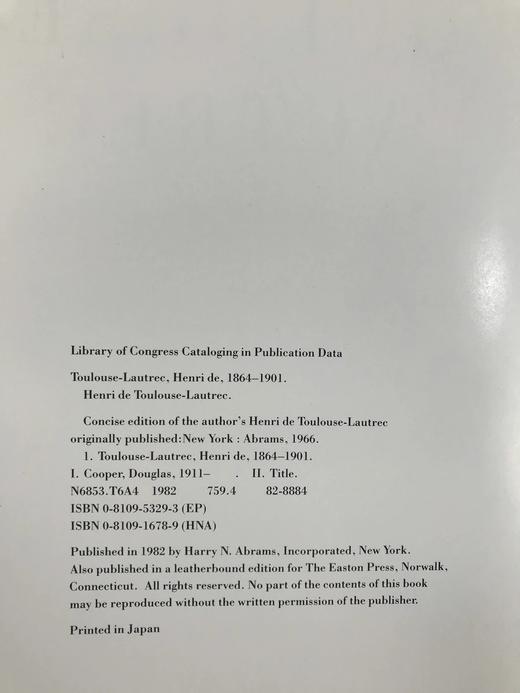 Library of Congress Cataloging in Publication Data
Toulouse-Lautrec, Henri de, 1864–1901.
Henri de Toulouse-Lautrec.
Concise edition of the author's Henri de Toulouse-Lautrec
originally published:New York : Abrams, 1966.
1. Toulouse-Lautrec, Henri de, 1864–1901.
I. Cooper, Douglas, 1911– . II. Title.
N6853.T6A4 1982 759.4 82-8884
ISBN 0-8109-5329-3 (EP)
ISBN 0-8109-1678-9 (HNA)
Published in 1982 by Harry N. Abrams, Incorporated, New York.
Also published in a leatherbound edition for The Easton Press, Norwalk,
Connecticut. All rights reserved. No part of the contents of this book
may be reproduced without the written permission of the publisher.
Printed in Japan